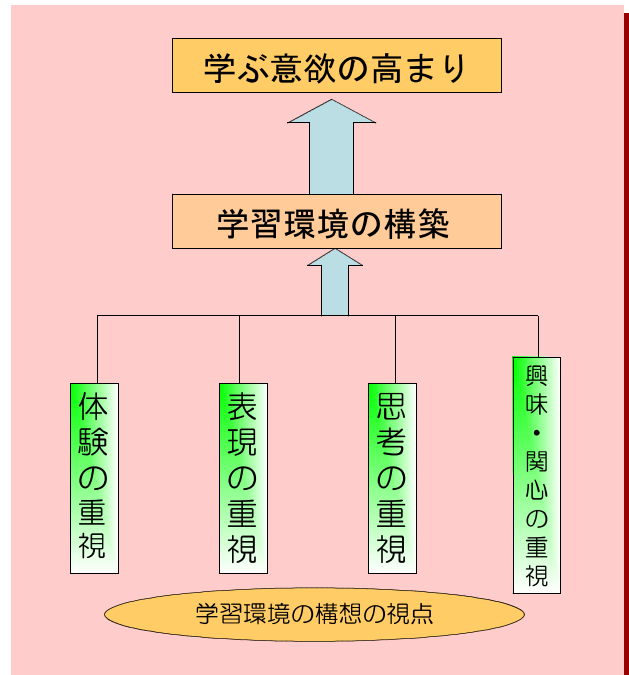 学ぶ意欲の高まり
学習環境の構築
体験の重視
表現の重視
思考の重視
興味・関心の重視
学習環境の構想の視点